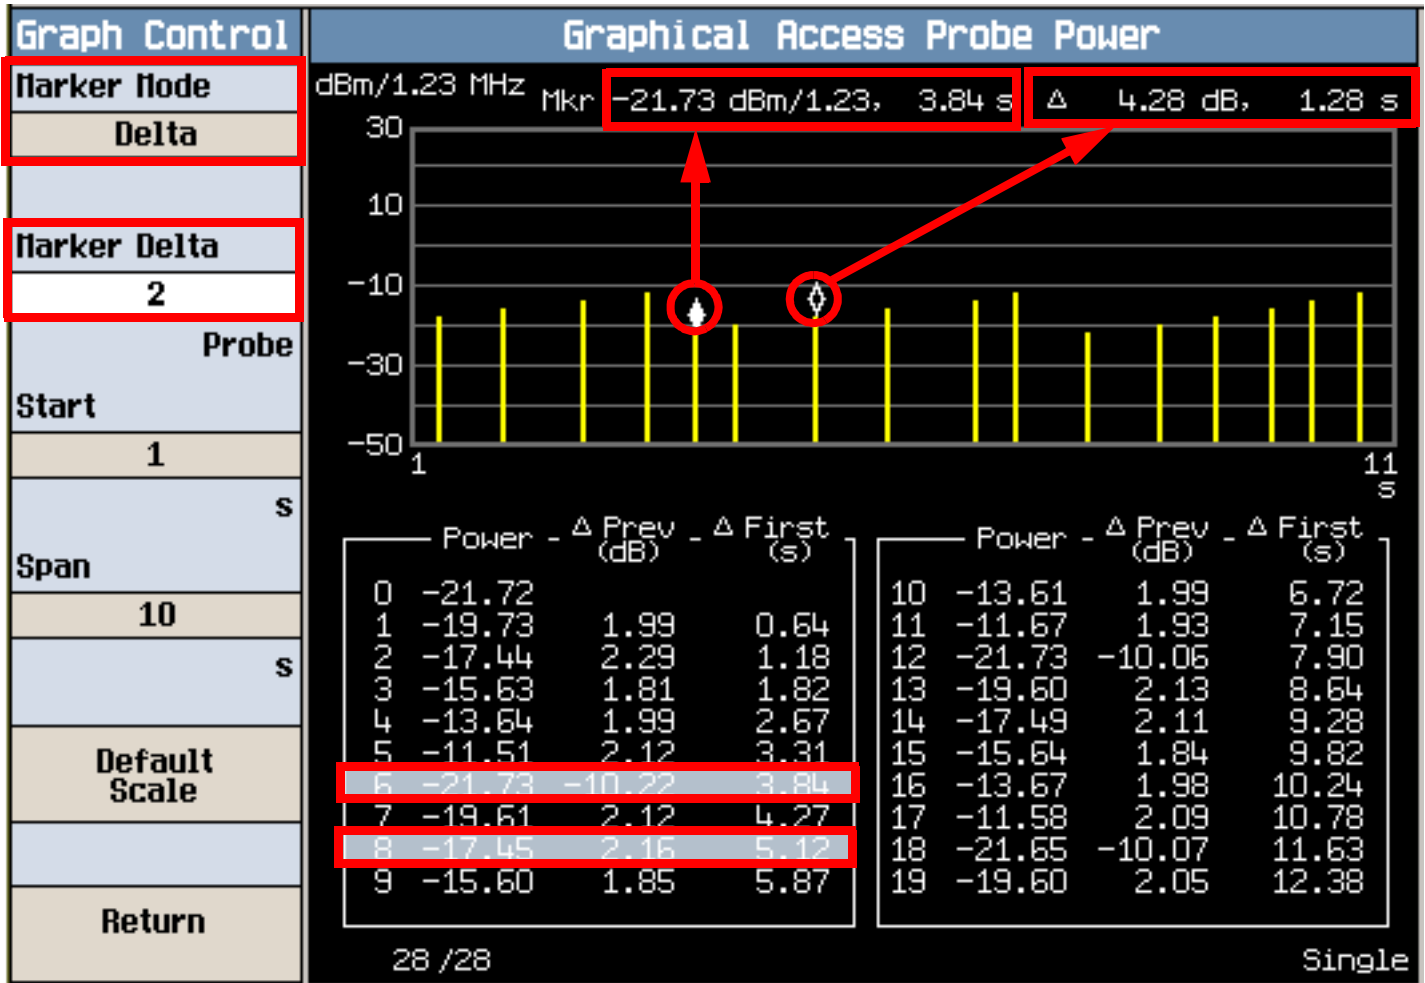 Graph Control
Graphical Access Probe Power
Marker Mode
Delta
Marker Delta
2
Probe
Start
1
s
Span
10
s
Default
Scale
Return
dBm/1.23 MHz
Mkr -21.73 dBm/1.23, 3.84 s Δ 4.28 dB, 1.28 s
30
10
-10
-30
-50
1
11
s
Power Δ Prev (dB) Δ First (s)
0 -21.72
1 -19.73 1.99 0.64
2 -17.44 2.29 1.18
3 -15.63 1.81 1.82
4 -13.64 1.99 2.67
5 -11.51 2.12 3.31
6 -21.73 -10.22 3.84
7 -19.61 2.12 4.27
8 -17.45 2.16 5.12
9 -15.60 1.85 5.87
Power Δ Prev (dB) Δ First (s)
10 -13.61 1.99 6.72
11 -11.67 1.93 7.15
12 -21.73 -10.06 7.90
13 -19.60 2.13 8.64
14 -17.49 2.11 9.28
15 -15.64 1.84 9.82
16 -13.67 1.98 10.24
17 -11.58 2.09 10.78
18 -21.65 -10.07 11.63
19 -19.60 2.05 12.38
28 /28
Single